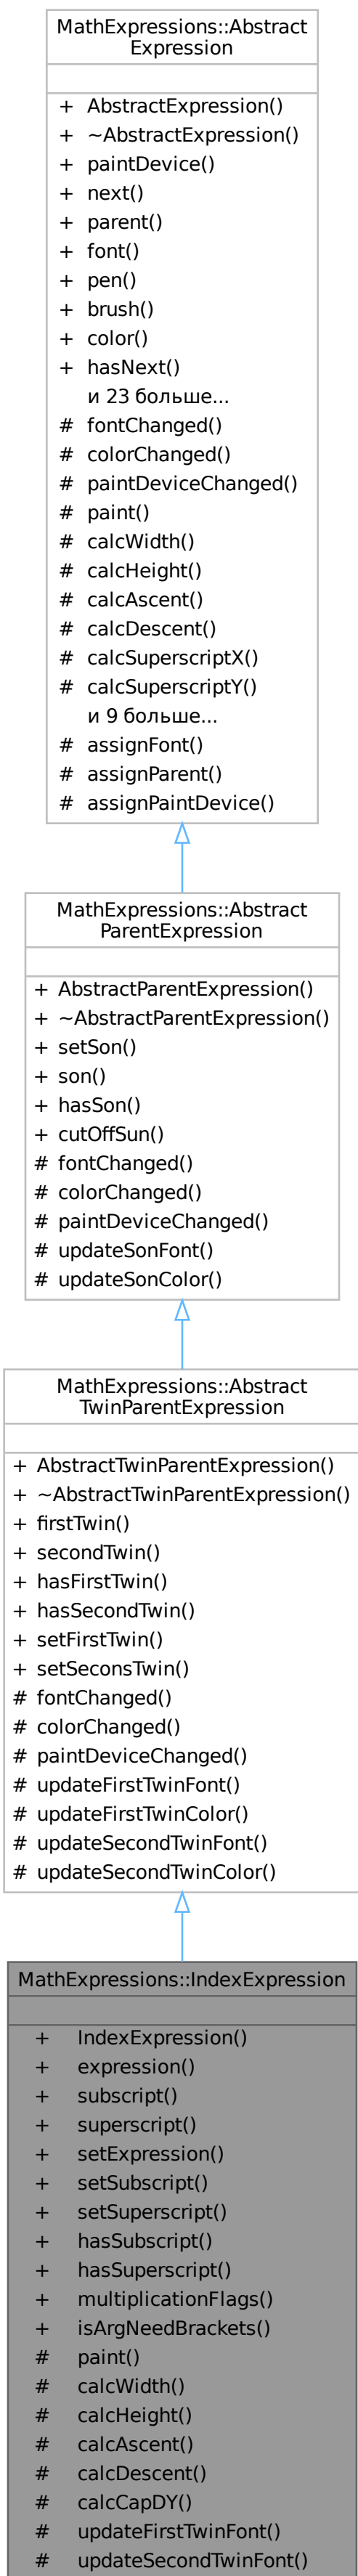 MathExpressions::Abstract
Expression
+ AbstractExpression()
+ ~AbstractExpression()
+ paintDevice()
+ next()
+ parent()
+ font()
+ pen()
+ brush()
+ color()
+ hasNext()
и 23 больше...
# fontChanged()
# colorChanged()
# paintDeviceChanged()
# paint()
# calcWidth()
# calcHeight()
# calcAscent()
# calcDescent()
# calcSuperscriptX()
# calcSuperscriptY()
и 9 больше...
# assignFont()
# assignParent()
# assignPaintDevice()
MathExpressions::Abstract
ParentExpression
+ AbstractParentExpression()
+ ~AbstractParentExpression()
+ setSon()
+ son()
+ hasSon()
+ cutOffSun()
# fontChanged()
# colorChanged()
# paintDeviceChanged()
# updateSonFont()
# updateSonColor()
MathExpressions::Abstract
TwinParentExpression
+ AbstractTwinParentExpression()
+ ~AbstractTwinParentExpression()
+ firstTwin()
+ secondTwin()
+ hasFirstTwin()
+ hasSecondTwin()
+ setFirstTwin()
+ setSeconsTwin()
# fontChanged()
# colorChanged()
# paintDeviceChanged()
# updateFirstTwinFont()
# updateFirstTwinColor()
# updateSecondTwinFont()
# updateSecondTwinColor()
MathExpressions::IndexExpression
+ IndexExpression()
+ expression()
+ subscript()
+ superscript()
+ setExpression()
+ setSubscript()
+ setSuperscript()
+ hasSubscript()
+ hasSuperscript()
+ multiplicationFlags()
+ isArgNeedBrackets()
# paint()
# calcWidth()
# calcHeight()
# calcAscent()
# calcDescent()
# calcCapDY()
# updateFirstTwinFont()
# updateSecondTwinFont()